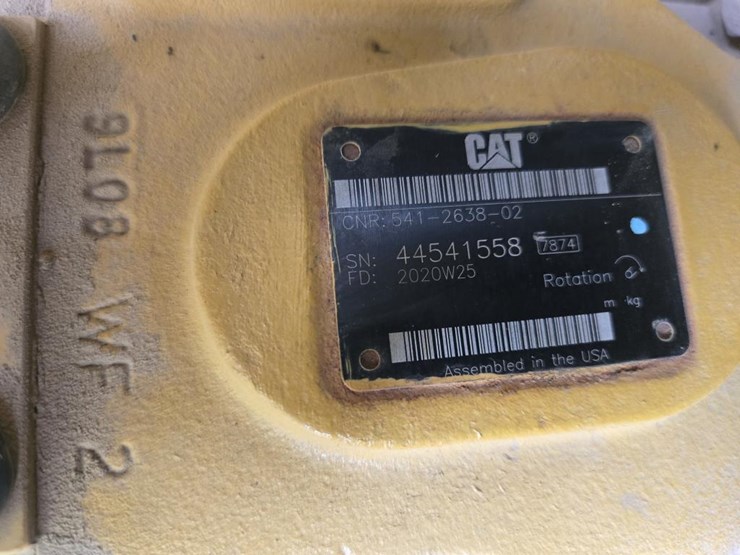 9L08 WF 2
CAT®
CNR: 541-2638-02
SN: 44541558 7874
FD: 2020W25
Rotation
m kg
Assembled in the USA